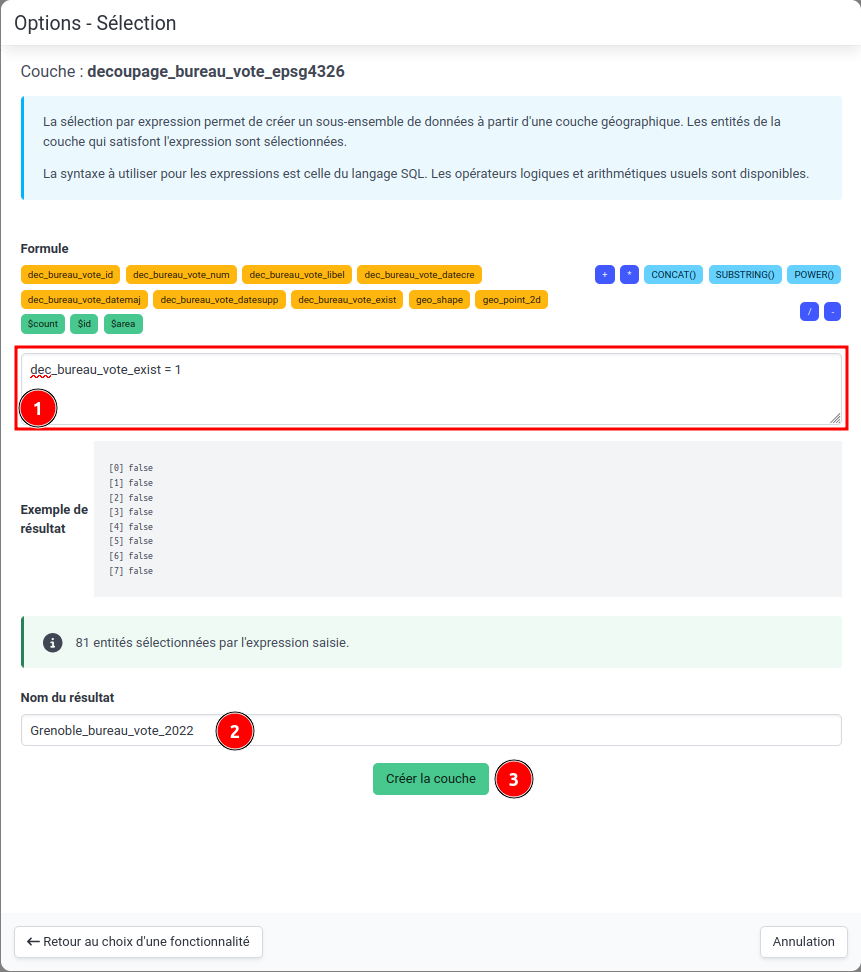 Options - Sélection
Couche : decoupage_bureau_vote_epsg4326
La sélection par expression permet de créer un sous-ensemble de données à partir d'une couche géographique. Les entités de la
couche qui satisfont l'expression sont sélectionnées.
La syntaxe à utiliser pour les expressions est celle du langage SQL. Les opérateurs logiques et arithmétiques usuels sont disponibles.
Formule
dec_bureau_vote_id dec_bureau_vote_num dec_bureau_vote_libel dec_bureau_vote_datecre + * CONCAT() SUBSTRING() POWER()
dec_bureau_vote_datemaj dec_bureau_vote_datesupp dec_bureau_vote_exist geo_shape geo_point_2d / -
$count $id $area
dec_bureau_vote_exist = 1
1
Exemple de
résultat
[0] false
[1] false
[2] false
[3] false
[4] false
[5] false
[6] false
[7] false
81 entités sélectionnées par l'expression saisie.
Nom du résultat
Grenoble_bureau_vote_2022 2
Créer la couche 3
← Retour au choix d'une fonctionnalité Annulation